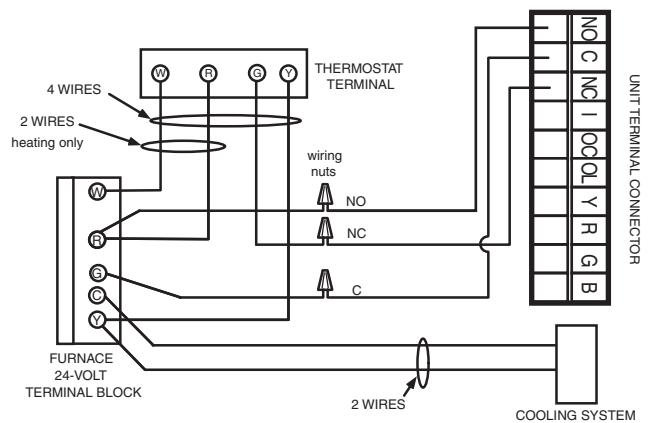 W R G Y
THERMOSTAT
TERMINAL
4 WIRES
2 WIRES
heating only
wiring
nuts
NO
NC
C
W
R
G
C
Y
FURNACE
24-VOLT
TERMINAL BLOCK
2 WIRES
COOLING SYSTEM
NO
C
NC
I
OC
OL
Y
R
G
B
UNIT TERMINAL CONNECTOR